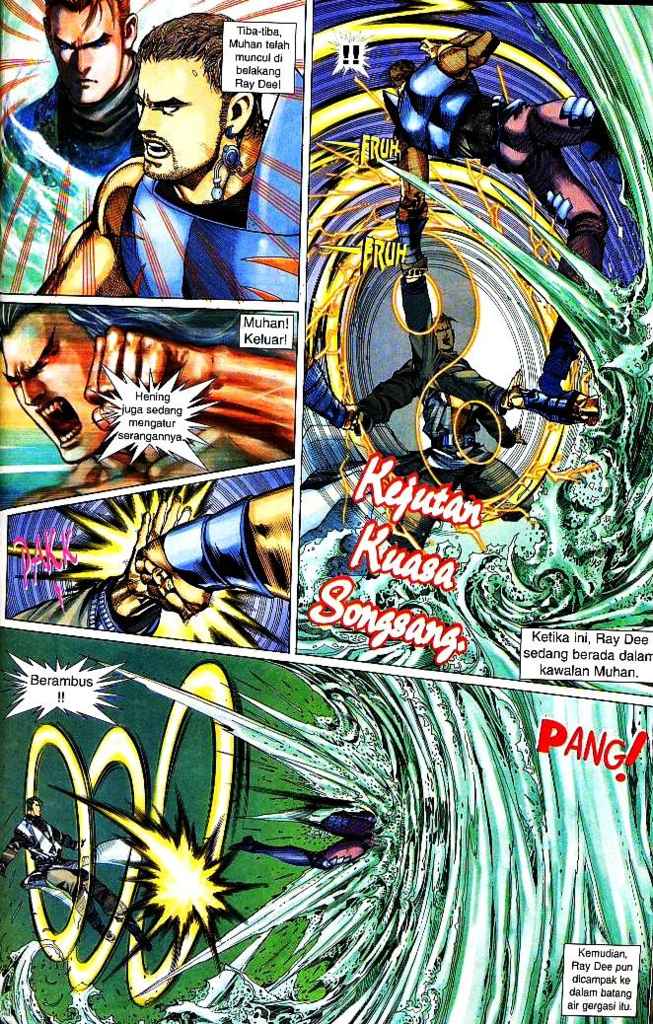 Tiba-tiba,
Muhan telah
muncul di
belakang
Ray Dee!
Muhan!
Keluar!
Hening
juga sedang
mengatur
serangannya.
DAKK
!!
FRUH
FRUH
Kejutan
Kuasa
Songsang.
Ketika ini, Ray Dee
sedang berada dalam
kawalan Muhan.
Berambus
!!
PANG!
Kemudian,
Ray Dee pun
dicampak ke
dalam batang
air gergasi itu.